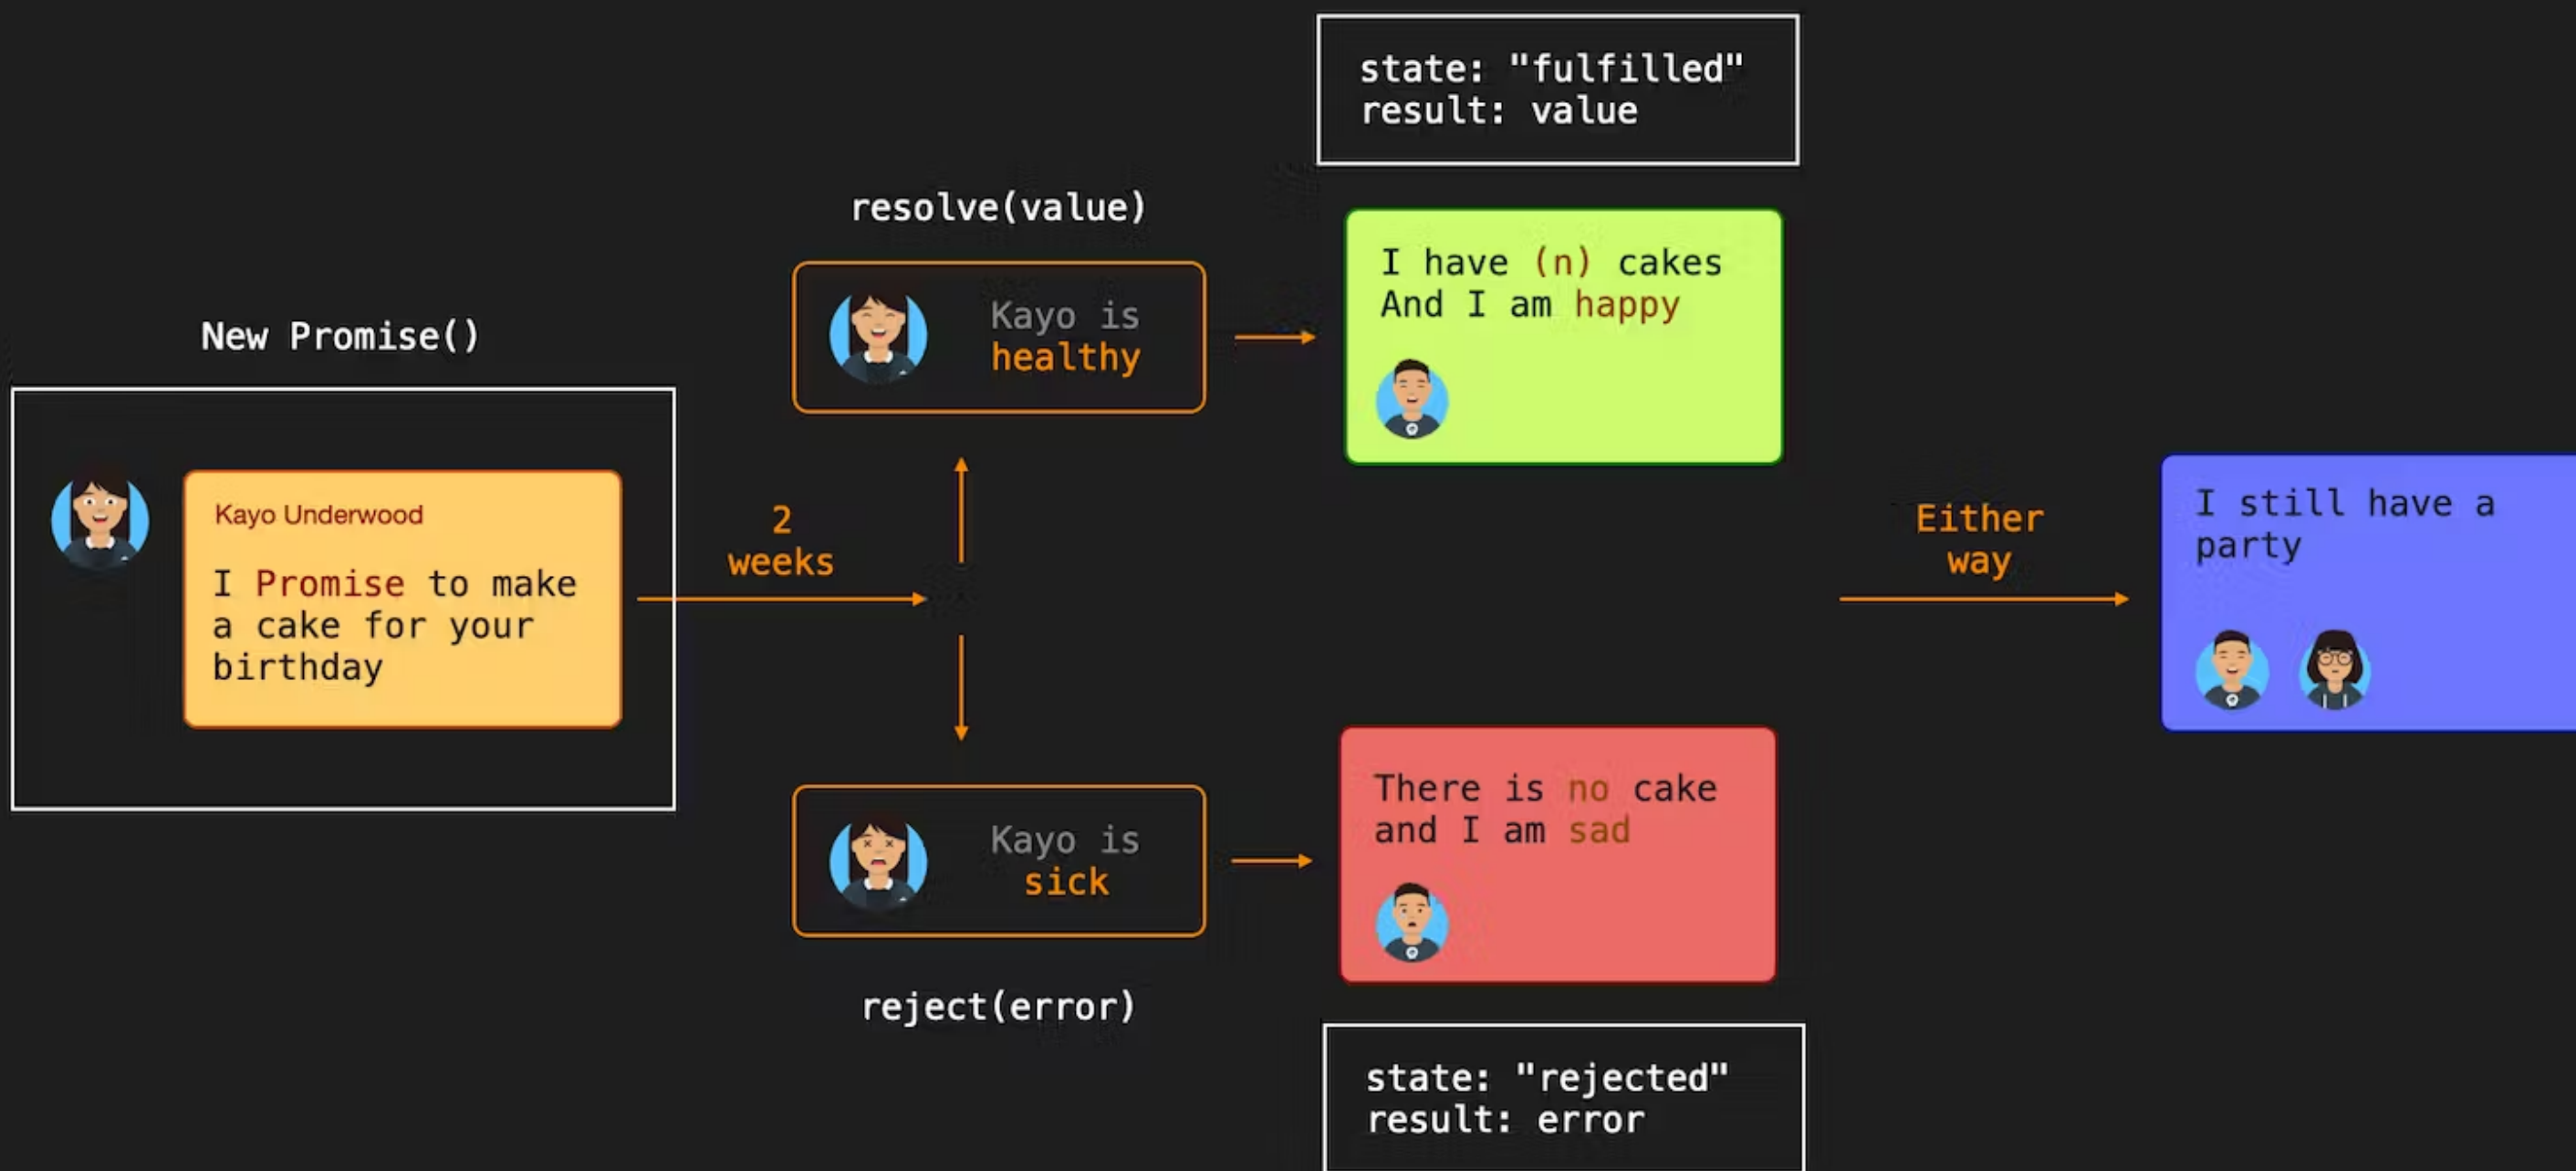 New Promise()
Kayo Underwood
I Promise to make
a cake for your
birthday
2
weeks
resolve(value)
Kayo is
healthy
Kayo is
sick
reject(error)
state: "fulfilled"
result: value
I have (n) cakes
And I am happy
There is no cake
and I am sad
state: "rejected"
result: error
Either
way
I still have a
party